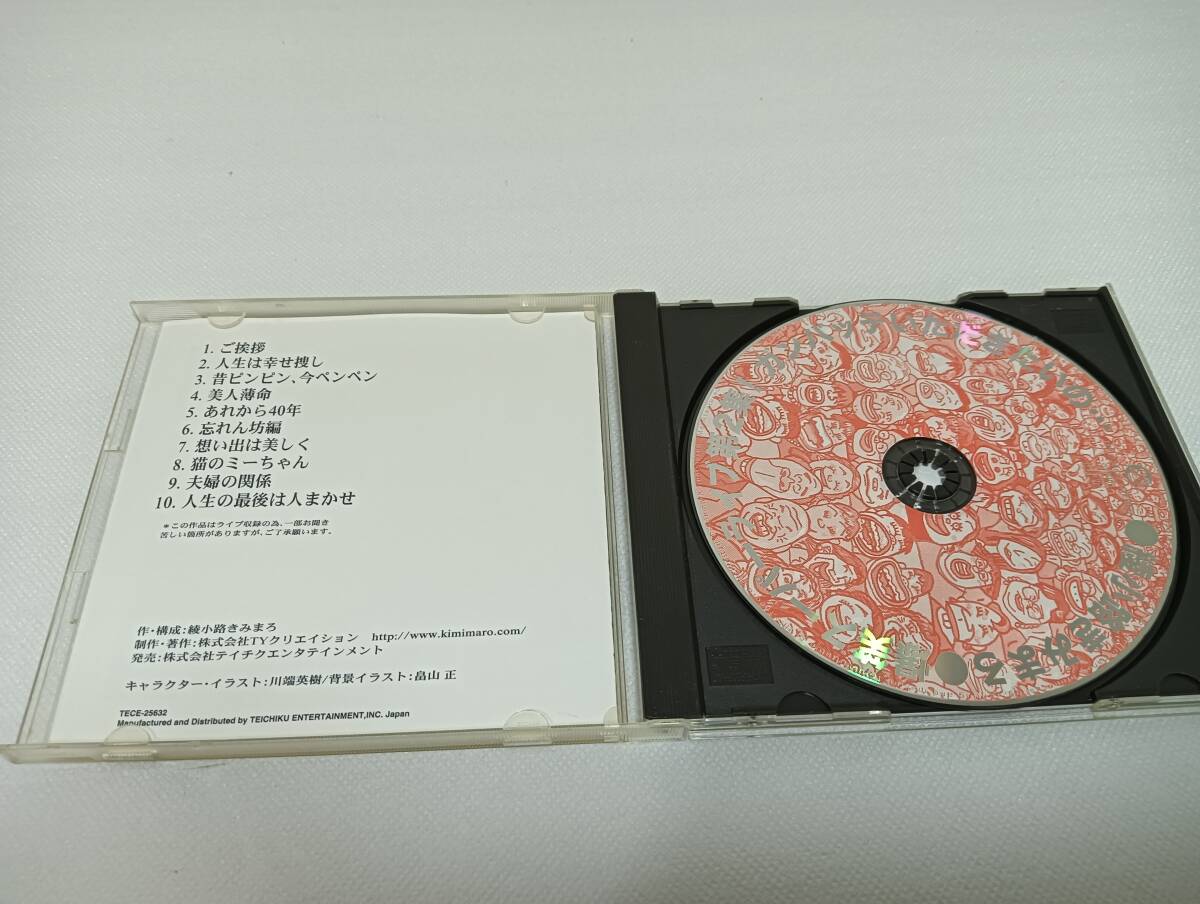 1. ご挨拶
2. 人生は幸せ捜し
3. 昔ピンピン、今ペンペン
4. 美人薄命
5. あれから40年
6. 忘れん坊編
7. 想い出は美しく
8. 猫のミーちゃん
9. 夫婦の関係
10. 人生の最後は人まかせ
＊この作品はライブ収録の為、一部お聞き
苦しい箇所がありますが、ご了承願います。
作・構成：綾小路きみまろ
制作・著作：株式会社TYクリエイション　http://www.kimimaro.com/
発売：株式会社テイチクエンタテインメント
キャラクター・イラスト：川端英樹/背景イラスト：畠山 正
TECE-25632
Manufactured and Distributed by TEICHIKU ENTERTAINMENT,INC. Japan
綾小路きみまろ